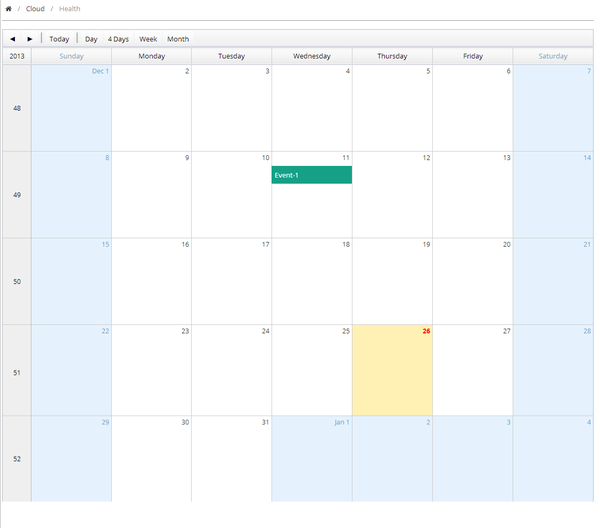 / Cloud / Health
◄ ► Today Day 4 Days Week Month
2013 Sunday Monday Tuesday Wednesday Thursday Friday Saturday
48 Dec 1 2 3 4 5 6 7
49 8 9 10 11 12 13 14
Event-1
50 15 16 17 18 19 20 21
51 22 23 24 25 26 27 28
52 29 30 31 Jan 1 2 3 4